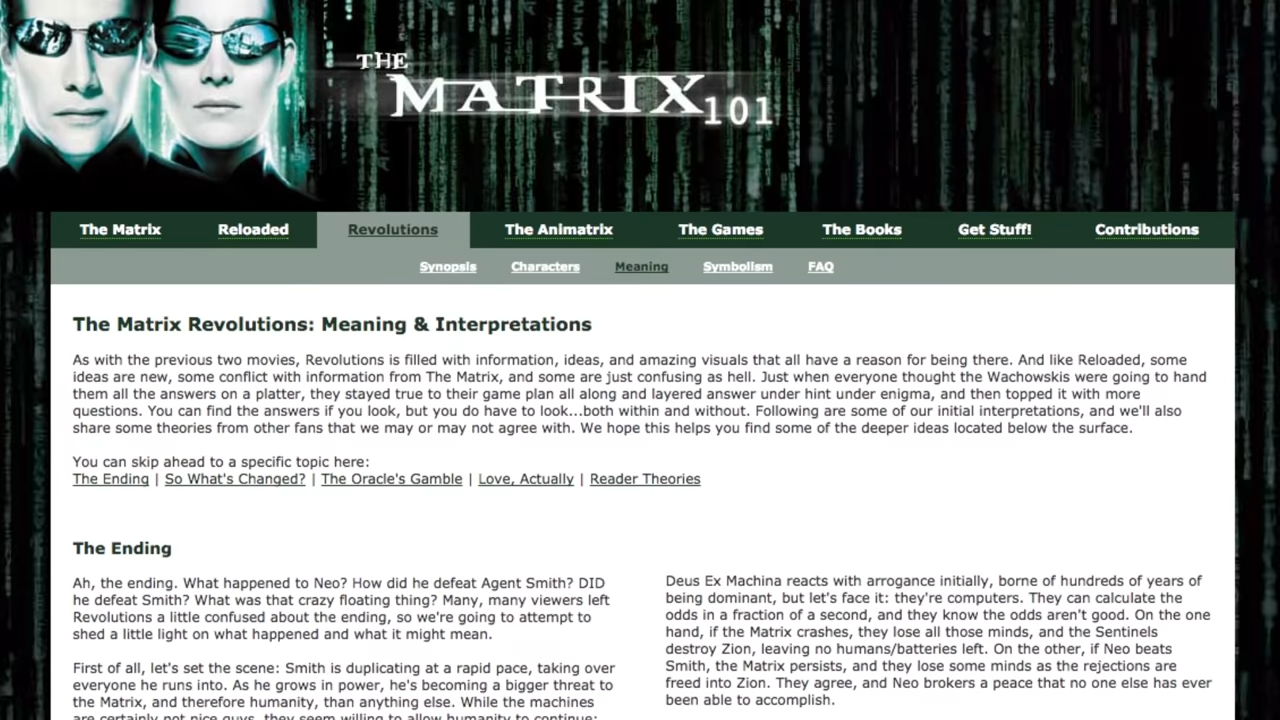 THE
MATRIX 101
The Matrix
Reloaded
Revolutions
The Animatrix
The Games
The Books
Get Stuff!
Contributions
Synopsis
Characters
Meaning
Symbolism
FAQ
The Matrix Revolutions: Meaning & Interpretations
As with the previous two movies, Revolutions is filled with information, ideas, and amazing visuals that all have a reason for being there. And like Reloaded, some
ideas are new, some conflict with information from The Matrix, and some are just confusing as hell. Just when everyone thought the Wachowskis were going to hand
them all the answers on a platter, they stayed true to their game plan all along and layered answer under hint under enigma, and then topped it with more
questions. You can find the answers if you look, but you do have to look...both within and without. Following are some of our initial interpretations, and we'll also
share some theories from other fans that we may or may not agree with. We hope this helps you find some of the deeper ideas located below the surface.
You can skip ahead to a specific topic here:
The Ending | So What's Changed? | The Oracle's Gamble | Love, Actually | Reader Theories
The Ending
Ah, the ending. What happened to Neo? How did he defeat Agent Smith? DID
he defeat Smith? What was that crazy floating thing? Many, many viewers left
Revolutions a little confused about the ending, so we're going to attempt to
shed a little light on what happened and what it might mean.
First of all, let's set the scene: Smith is duplicating at a rapid pace, taking over
everyone he runs into. As he grows in power, he's becoming a bigger threat to
the Matrix, and therefore humanity, than anything else. While the machines
are certainly not nice guys, they seem willing to allow humanity to continue;
Deus Ex Machina reacts with arrogance initially, borne of hundreds of years of
being dominant, but let's face it: they're computers. They can calculate the
odds in a fraction of a second, and they know the odds aren't good. On the one
hand, if the Matrix crashes, they lose all those minds, and the Sentinels
destroy Zion, leaving no humans/batteries left. On the other, if Neo beats
Smith, the Matrix persists, and they lose some minds as the rejections are
freed into Zion. They agree, and Neo brokers a peace that no one else has ever
been able to accomplish.